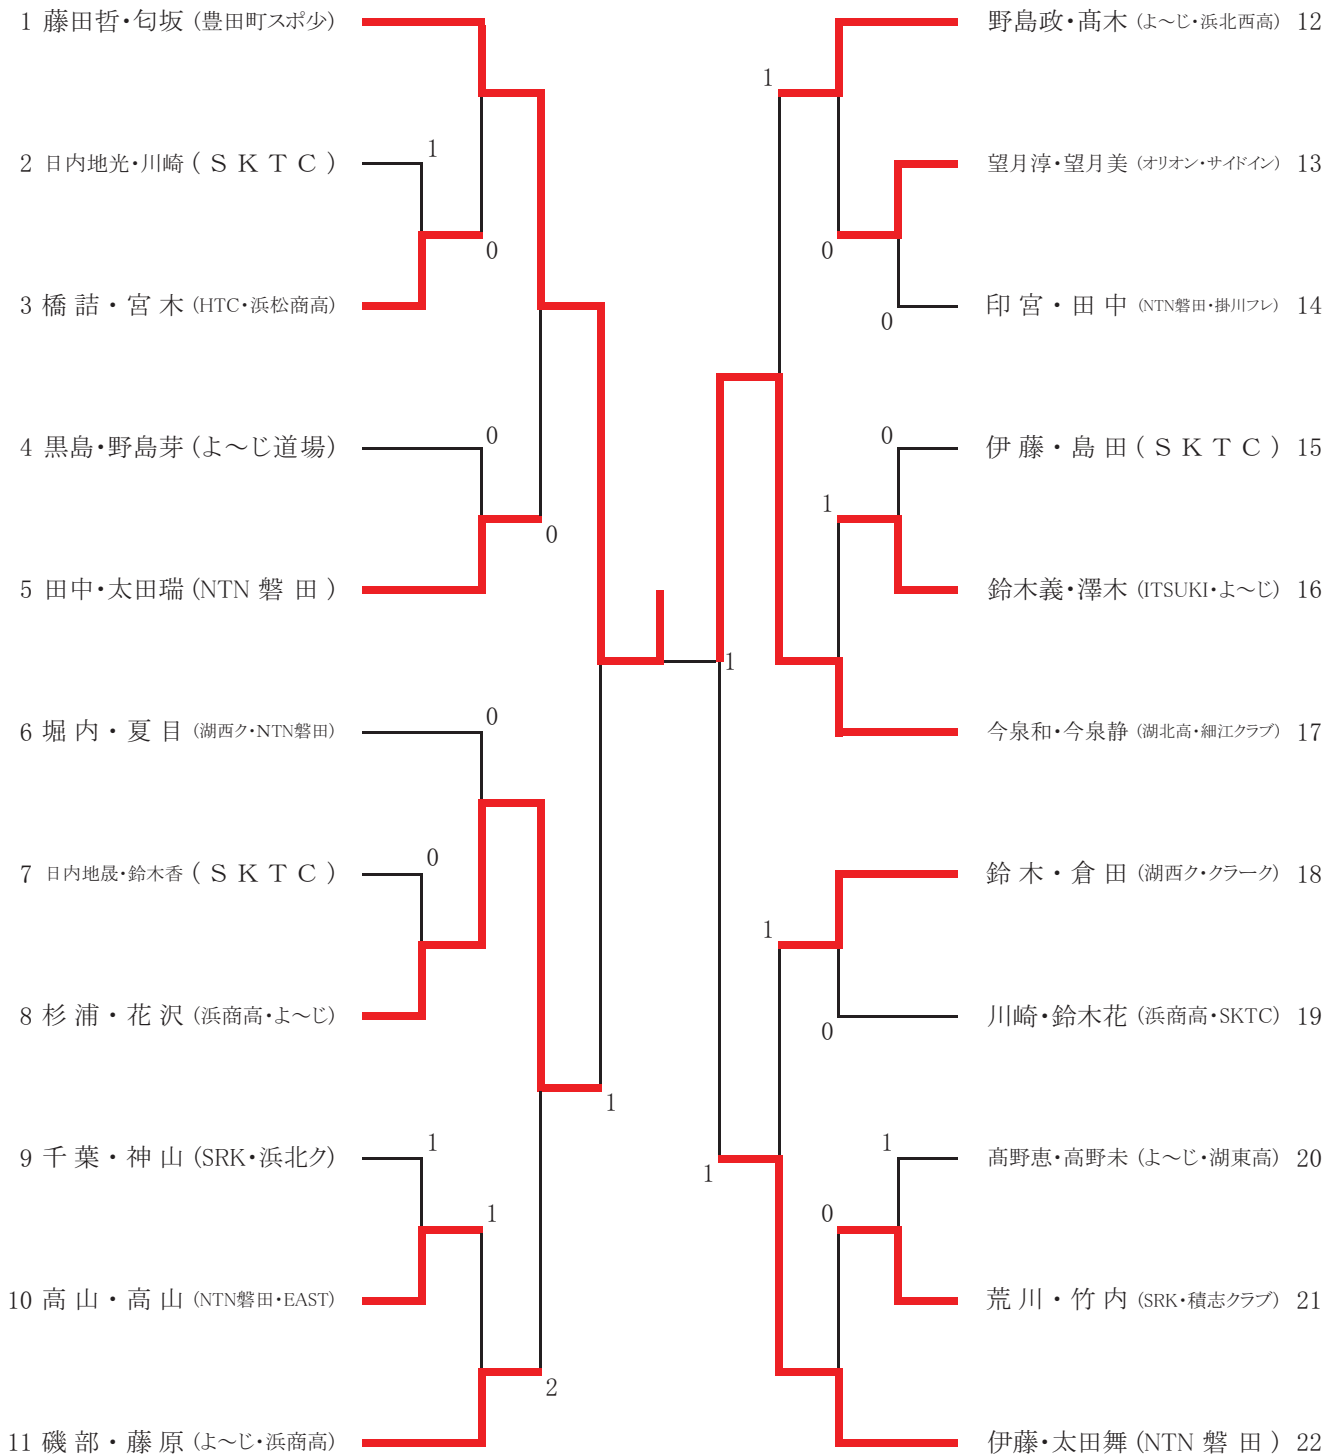 1 藤田哲・匂坂 (豊田町スポ少)
2 日内地光・川崎 ( S K T C )
1
0
3 橋 詰 ・ 宮 木 (HTC・浜松商高)
4 黒島・野島芽 (よ～じ道場)
0
0
5 田中・太田瑞 (NTN 磐 田 )
6 堀 内 ・ 夏 目 (湖西ク・NTN磐田)
0
7 日内地晟・鈴木香 ( S K T C )
0
8 杉 浦 ・ 花 沢 (浜商高・よ～じ)
1
9 千 葉 ・ 神 山 (SRK・浜北ク)
1
1
10 高 山 ・ 高 山 (NTN磐田・EAST)
2
11 磯 部 ・ 藤 原 (よ～じ・浜商高)
1
1
野島政・髙木 (よ～じ・浜北西高) 12
1
望月淳・望月美 (オリオン・サイドイン) 13
0
印 宮 ・ 田 中 (NTN磐田・掛川フレ) 14
0
0
伊 藤 ・ 島 田 ( S K T C ) 15
1
鈴木義・澤木 (ITSUKI・よ～じ) 16
今泉和・今泉静 (湖北高・細江クラブ) 17
鈴 木 ・ 倉 田 (湖西ク・クラーク) 18
1
川崎・鈴木花 (浜商高・SKTC) 19
0
1
髙野恵・高野未 (よ～じ・湖東高) 20
0
荒 川 ・ 竹 内 (SRK・積志クラブ) 21
伊藤・太田舞 (NTN 磐 田 ) 22